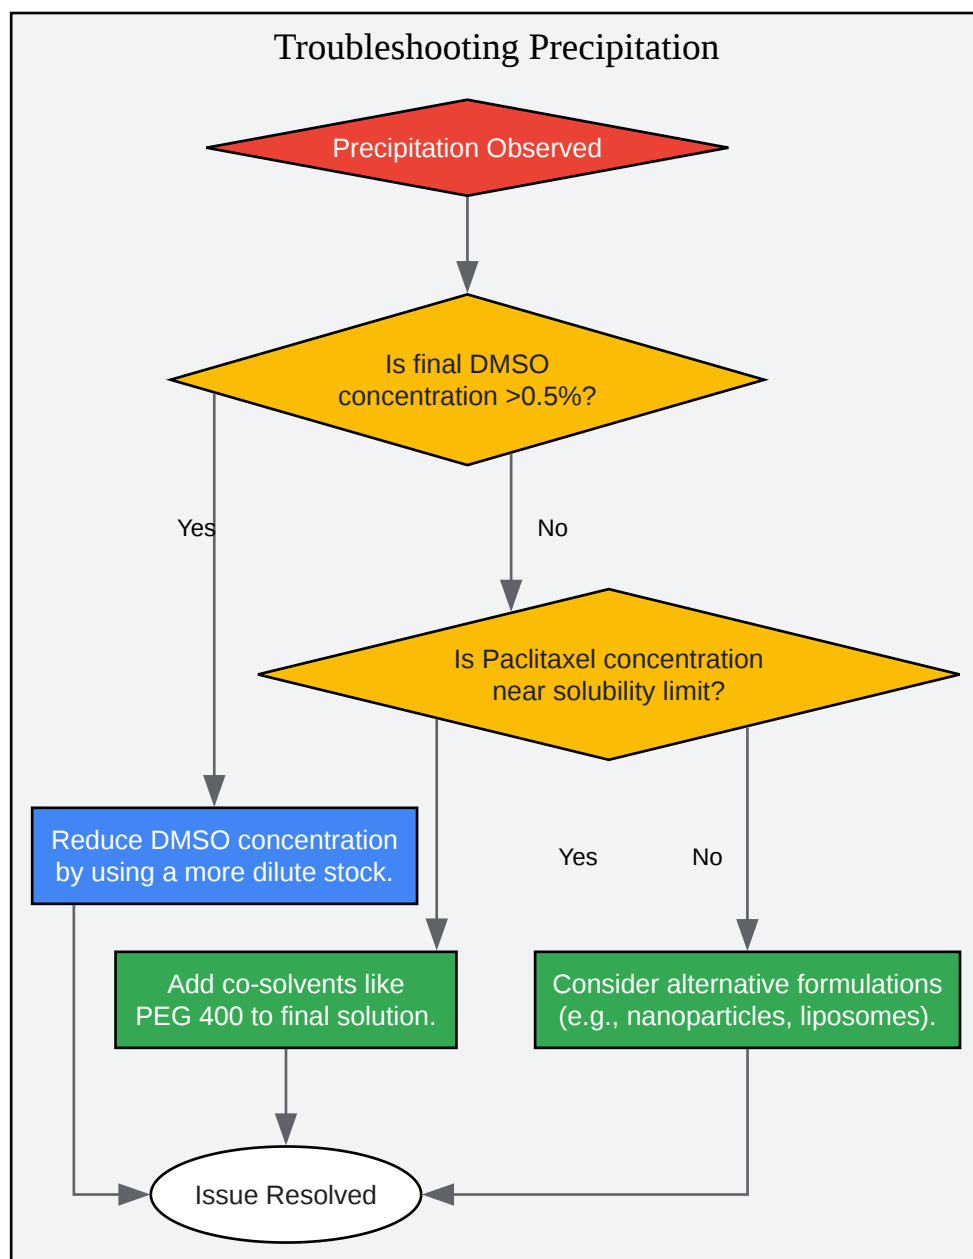 Troubleshooting Precipitation
Precipitation Observed
Is final DMSO
concentration >0.5%?
Yes
No
Is Paclitaxel concentration
near solubility limit?
Reduce DMSO concentration
by using a more dilute stock.
Yes
No
Add co-solvents like
PEG 400 to final solution.
Consider alternative formulations
(e.g., nanoparticles, liposomes).
Issue Resolved